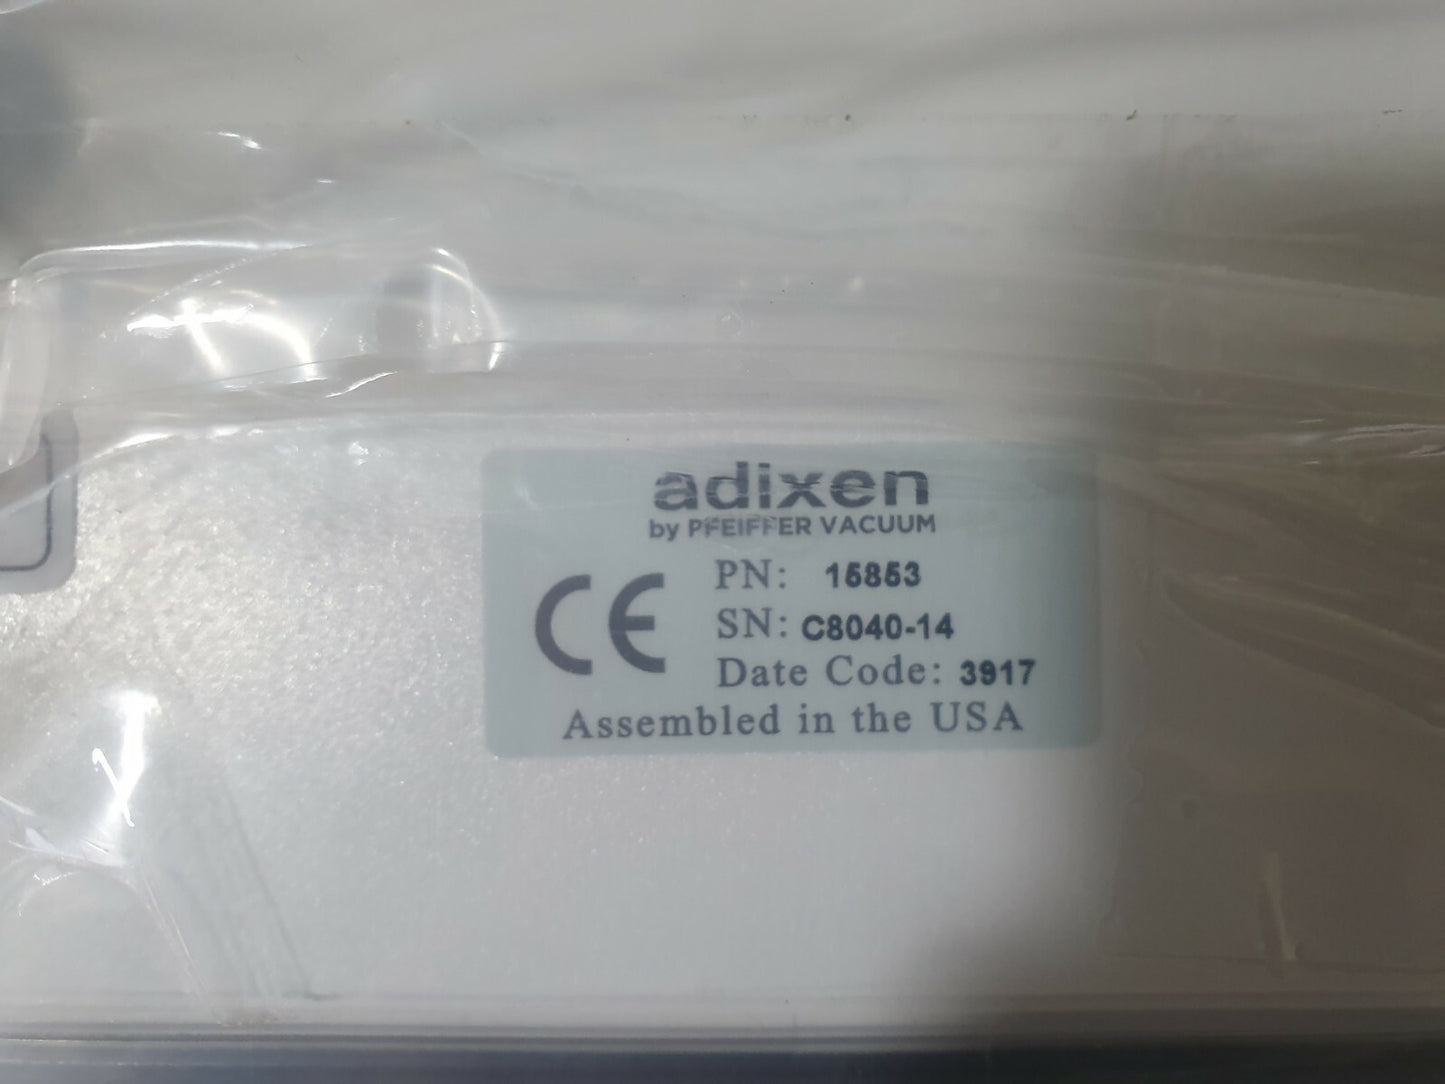 adixen
by PFEIFFER VACUUM
CE
PN: 15853
SN: C8040-14
Date Code: 3917
Assembled in the USA